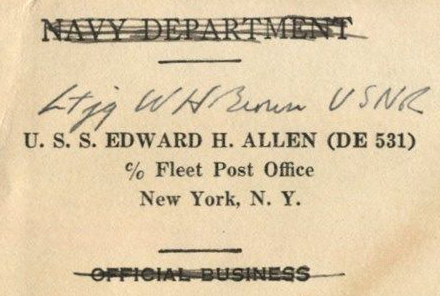 NAVY DEPARTMENT
Ltjg W H Brown USNR
U. S. S. EDWARD H. ALLEN (DE 531)
℅ Fleet Post Office
New York, N. Y.
OFFICIAL BUSINESS